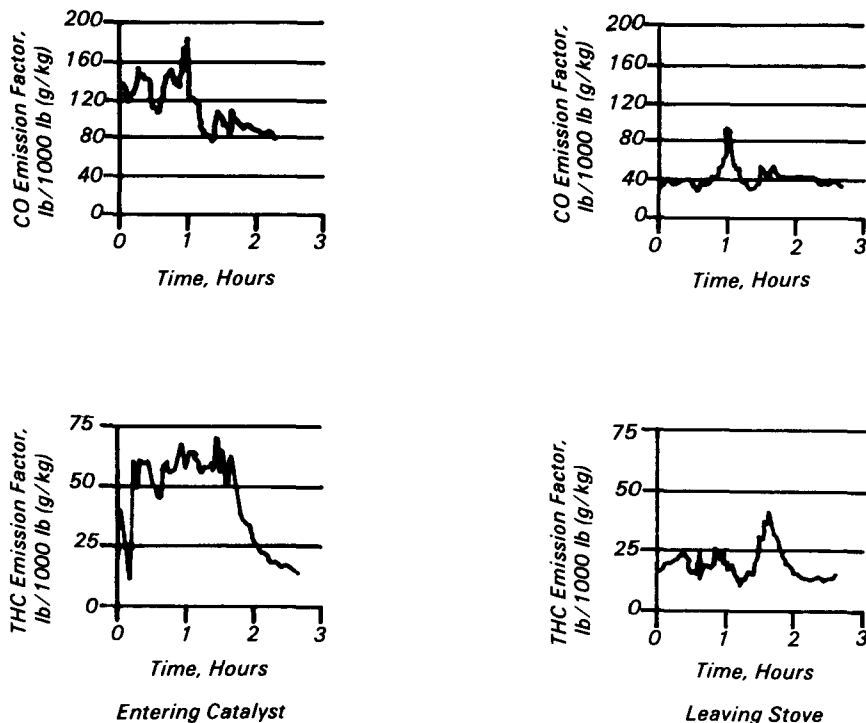 CO Emission Factor,
lb/1000 lb (g/kg)
200
160
120
80
40
0
0 1 2 3
Time, Hours
CO Emission Factor,
lb/1000 lb (g/kg)
200
160
120
80
40
0
0 1 2 3
Time, Hours
THC Emission Factor,
lb/1000 lb (g/kg)
75
50
25
0
0 1 2 3
Time, Hours
Entering Catalyst
THC Emission Factor,
lb/1000 lb (g/kg)
75
50
25
0
0 1 2 3
Time, Hours
Leaving Stove